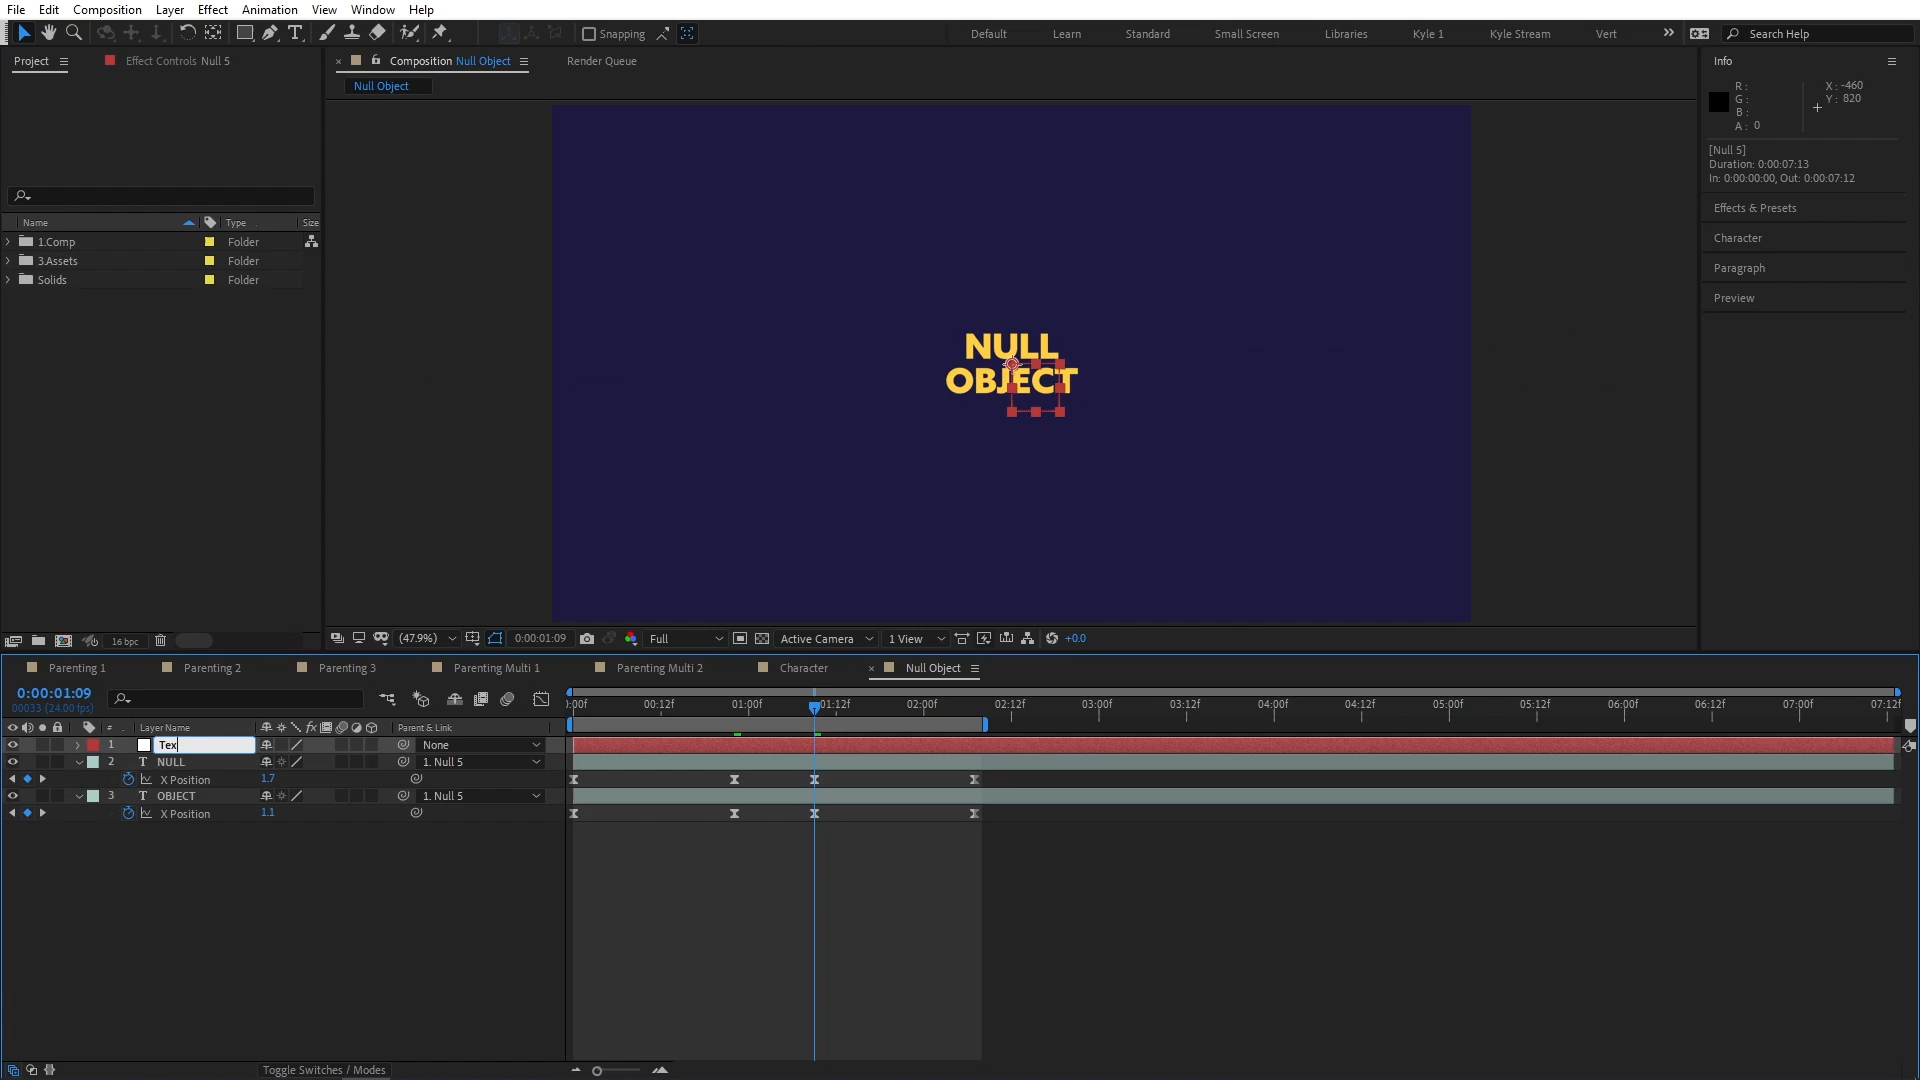 File Edit Composition Layer Effect Animation View Window Help
Snapping
Default Learn Standard Small Screen Libraries Kyle 1 Kyle Stream Vert Search Help
Project Effect Controls Null 5
Composition Null Object Render Queue
Null Object
Info
R :
G :
B :
A : 0
X : -460
Y : 820
[Null 5]
Duration: 0:00:07:13
In: 0:00:00:00, Out: 0:00:07:12
Effects & Presets
Character
Paragraph
Preview
Name Type Size
1.Comp Folder
3.Assets Folder
Solids Folder
NULL
OBJECT
16 bpc
(47.9%) 0:00:01:09 Full Active Camera 1 View +0.0
Parenting 1 Parenting 2 Parenting 3 Parenting Multi 1 Parenting Multi 2 Character Null Object
0:00:01:09
00033 (24.00 fps)
:00f 00:12f 01:00f 01:12f 02:00f 02:12f 03:00f 03:12f 04:00f 04:12f 05:00f 05:12f 06:00f 06:12f 07:00f 07:12f
# Layer Name fx Parent & Link
1 Tex None
2 T NULL 1. Null 5
X Position 1.7
3 T OBJECT 1. Null 5
X Position 1.1
Toggle Switches / Modes